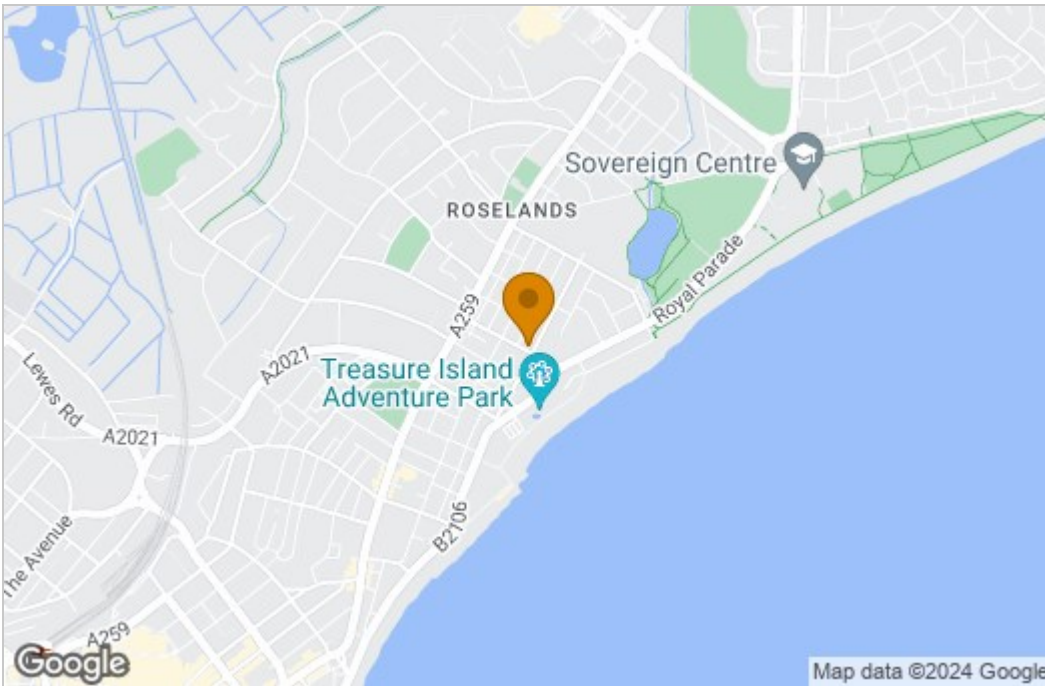 Sovereign Centre
ROSELANDS
Royal Parade
A259
Treasure Island
Adventure Park
A2021
Lewes Rd
A2021
B2106
The Avenue
A259
Google
Map data ©2024 Google